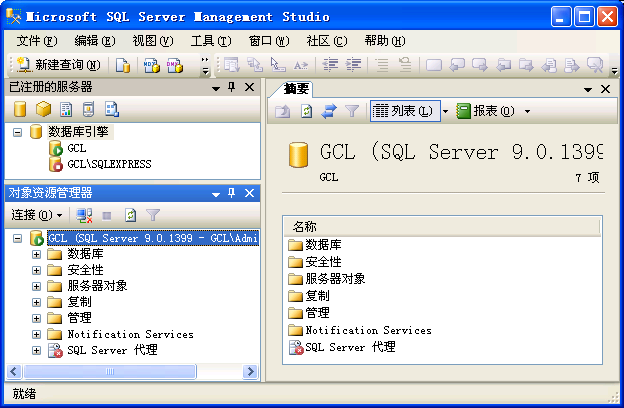 Microsoft SQL Server Management Studio
文件(F) 编辑(E) 视图(V) 工具(T) 窗口(W) 社区(C) 帮助(H)
新建查询(N)
已注册的服务器
数据库引擎
GCL
GCL\SQLEXPRESS
对象资源管理器
连接(O)
GCL (SQL Server 9.0.1399 - GCL\Admi
数据库
安全性
服务器对象
复制
管理
Notification Services
SQL Server 代理
摘要
列表(L) 报表(O)
GCL (SQL Server 9.0.1399
GCL 7 项
名称
数据库
安全性
服务器对象
复制
管理
Notification Services
SQL Server 代理
就绪